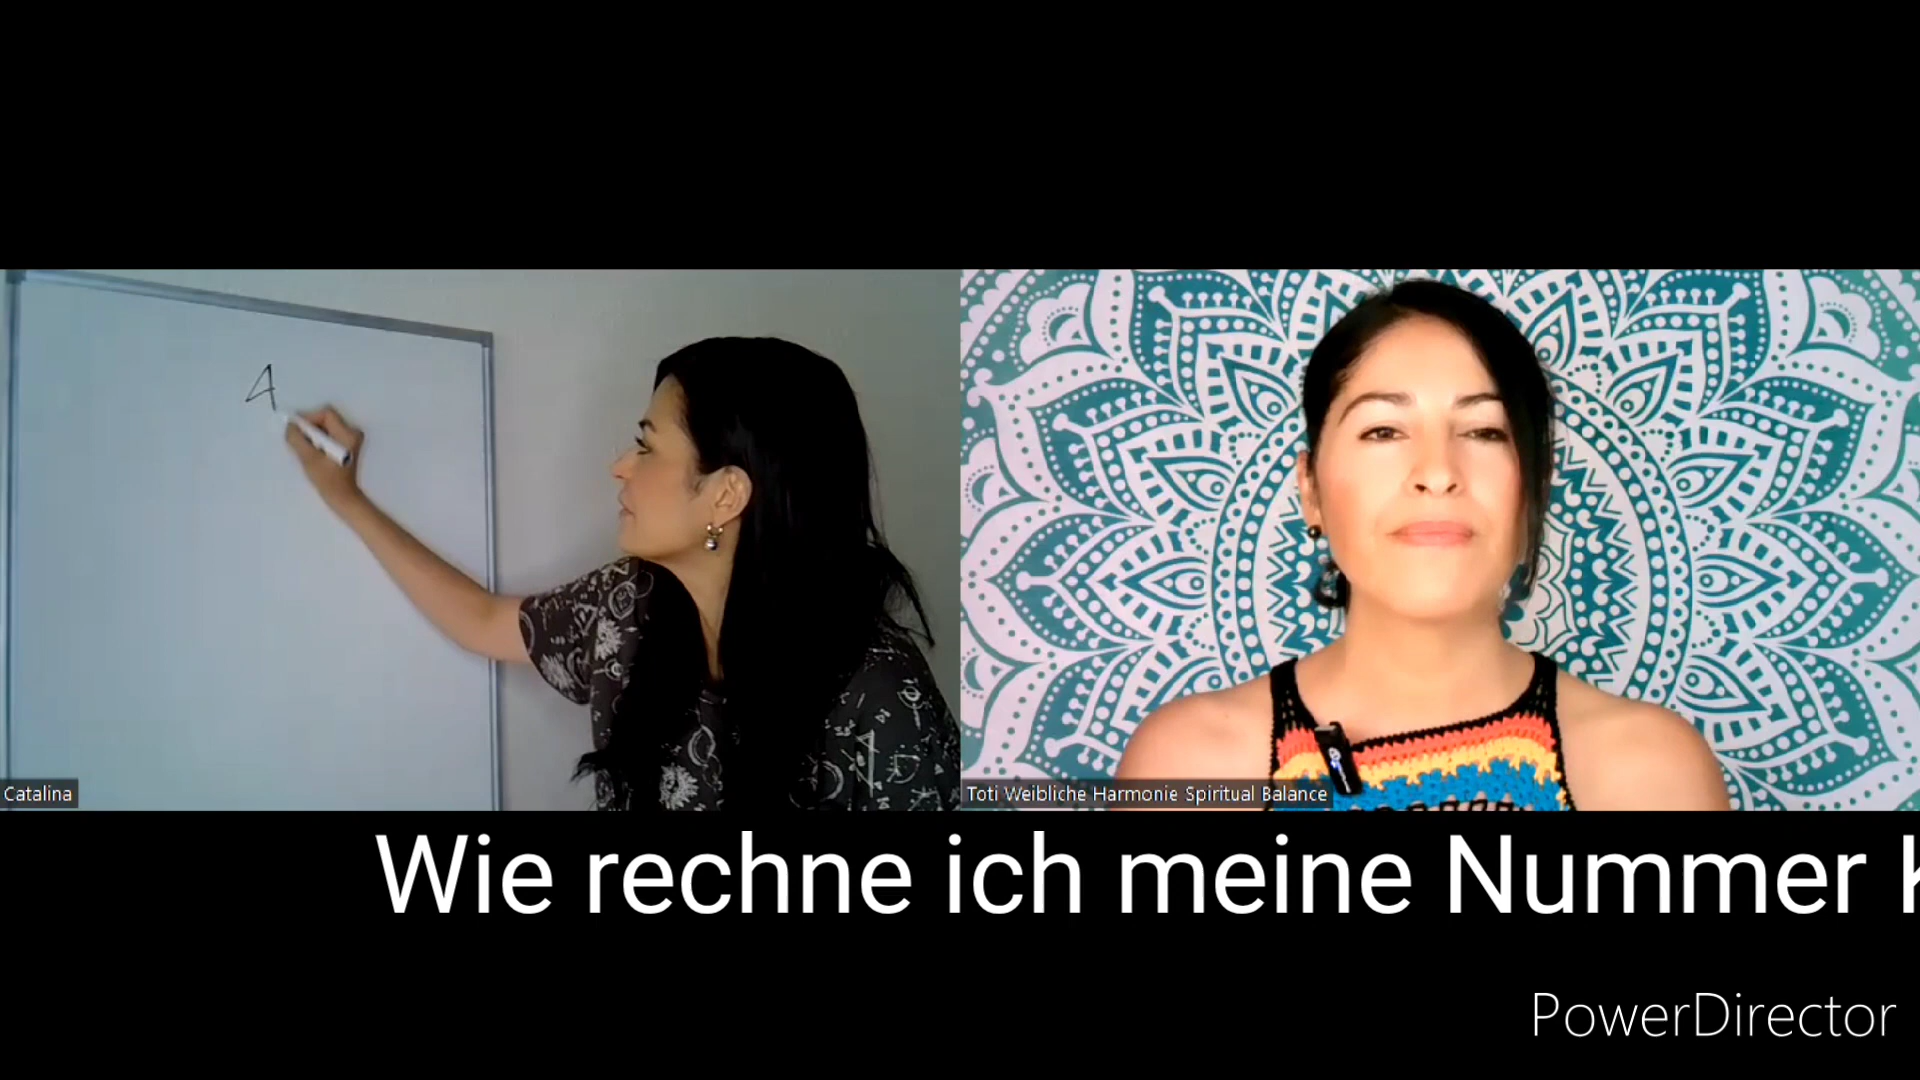 A
Catalina
Toti Weibliche Harmonie Spiritual Balance
Wie rechne ich meine Nummer K
PowerDirector